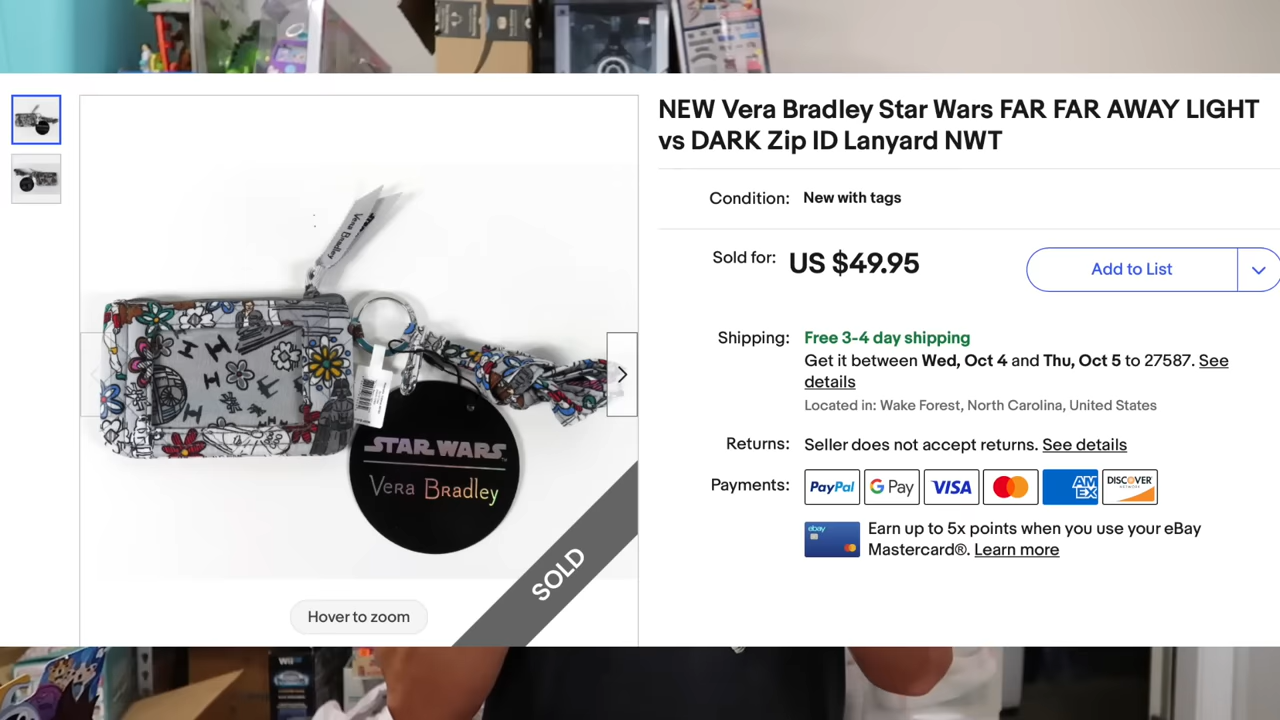 NEW Vera Bradley Star Wars FAR FAR AWAY LIGHT
vs DARK Zip ID Lanyard NWT
Condition: New with tags
Sold for: US $49.95
Add to List
Shipping: Free 3-4 day shipping
Get it between Wed, Oct 4 and Thu, Oct 5 to 27587. See
details
Located in: Wake Forest, North Carolina, United States
Returns: Seller does not accept returns. See details
Payments: PayPal G Pay VISA AM EX DISCOVER
ebay
Earn up to 5x points when you use your eBay
Mastercard®. Learn more
Vera Bradley
STAR WARS
Vera Bradley
SOLD
Hover to zoom
Wii